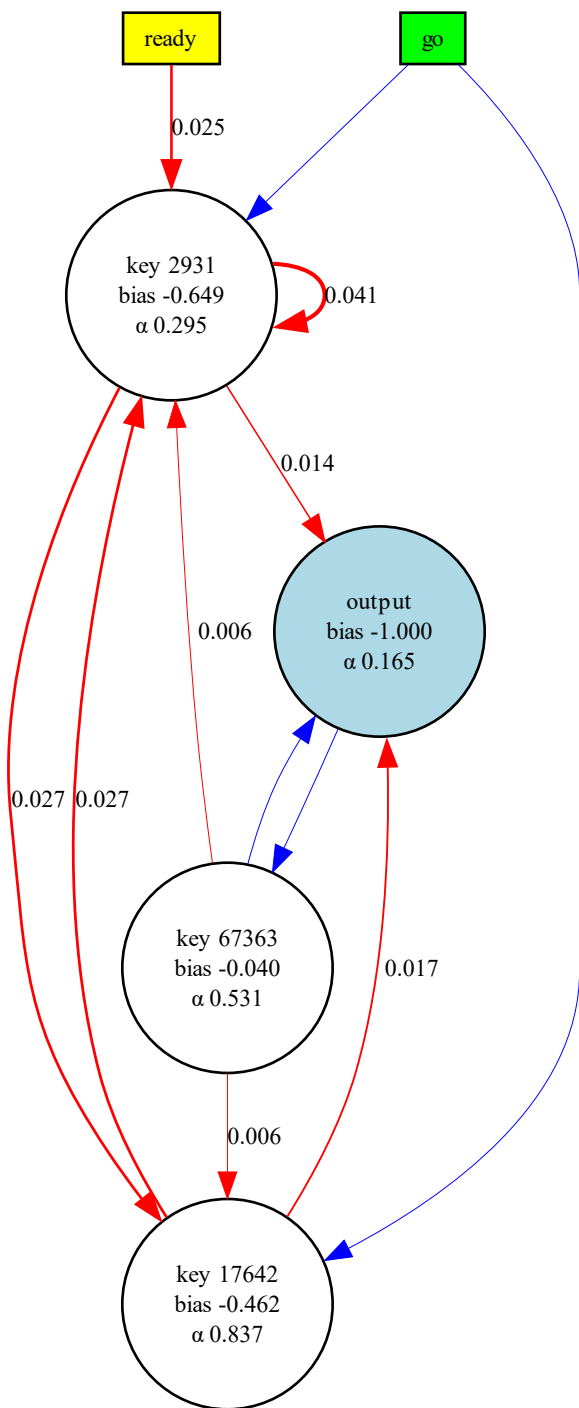 ready
go
0.025
key 2931
bias -0.649
α 0.295
0.041
0.014
output
bias -1.000
α 0.165
0.006
0.027
0.027
key 67363
bias -0.040
α 0.531
0.017
0.006
key 17642
bias -0.462
α 0.837